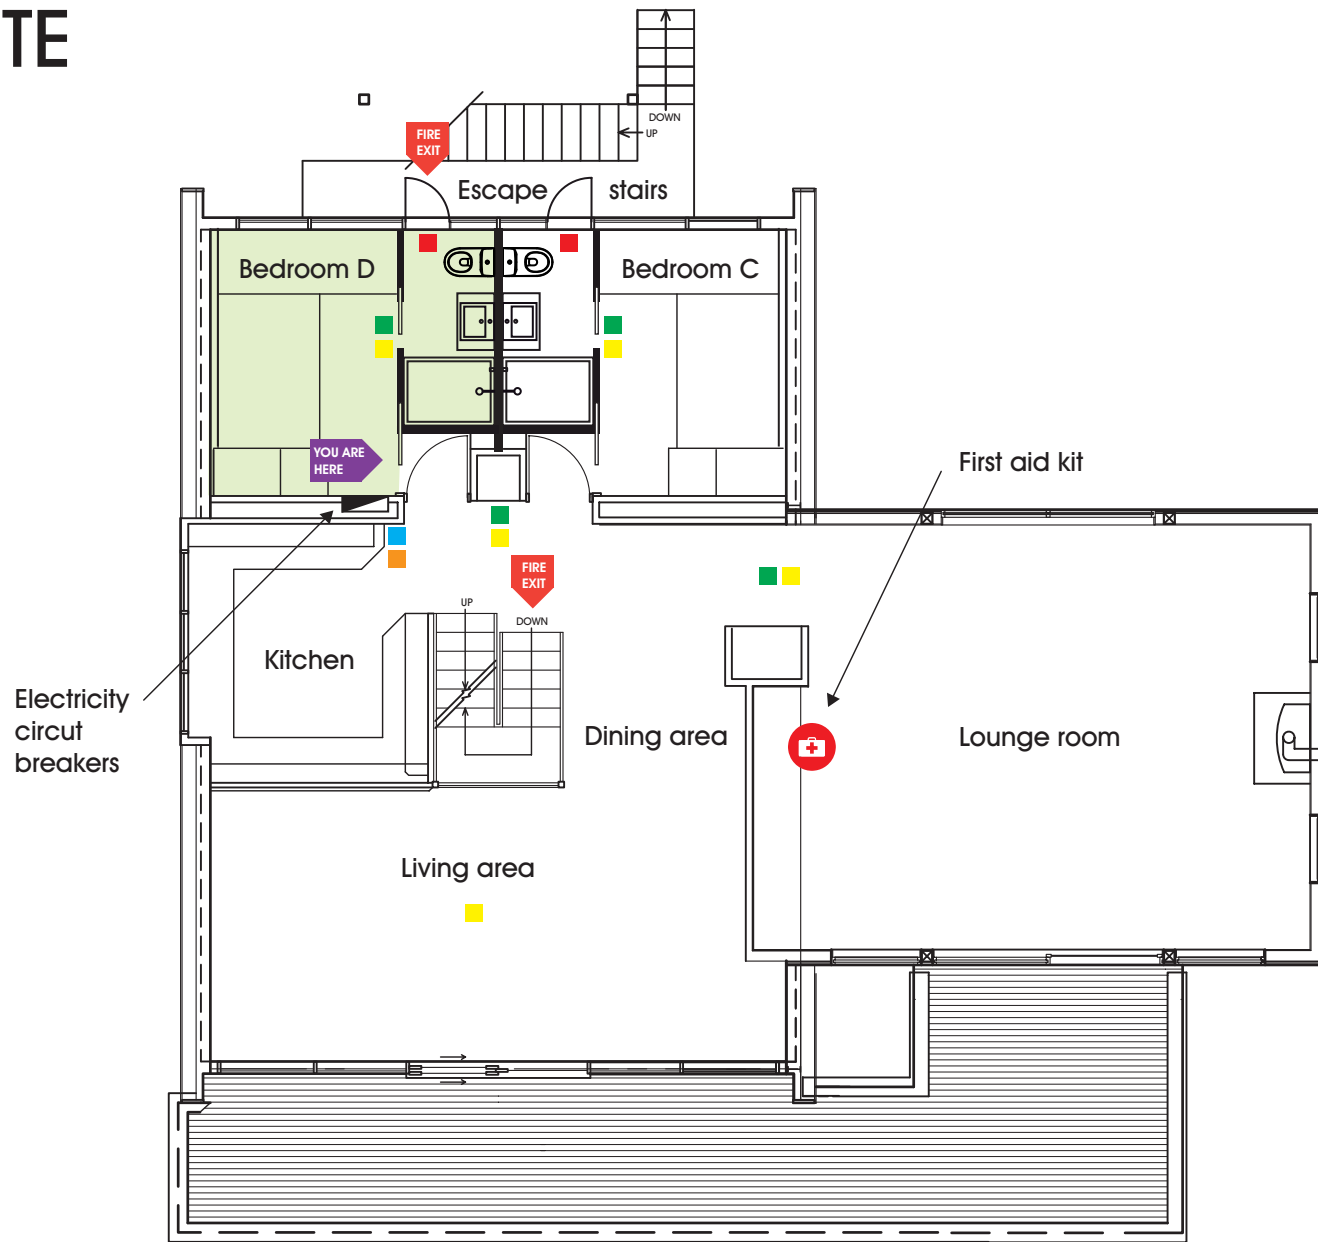 TE
DOWN
UP
FIRE
EXIT
Escape stairs
Bedroom D
Bedroom C
YOU ARE
HERE
First aid kit
FIRE
EXIT
UP
DOWN
Kitchen
Electricity
circut
breakers
Dining area
Lounge room
Living area